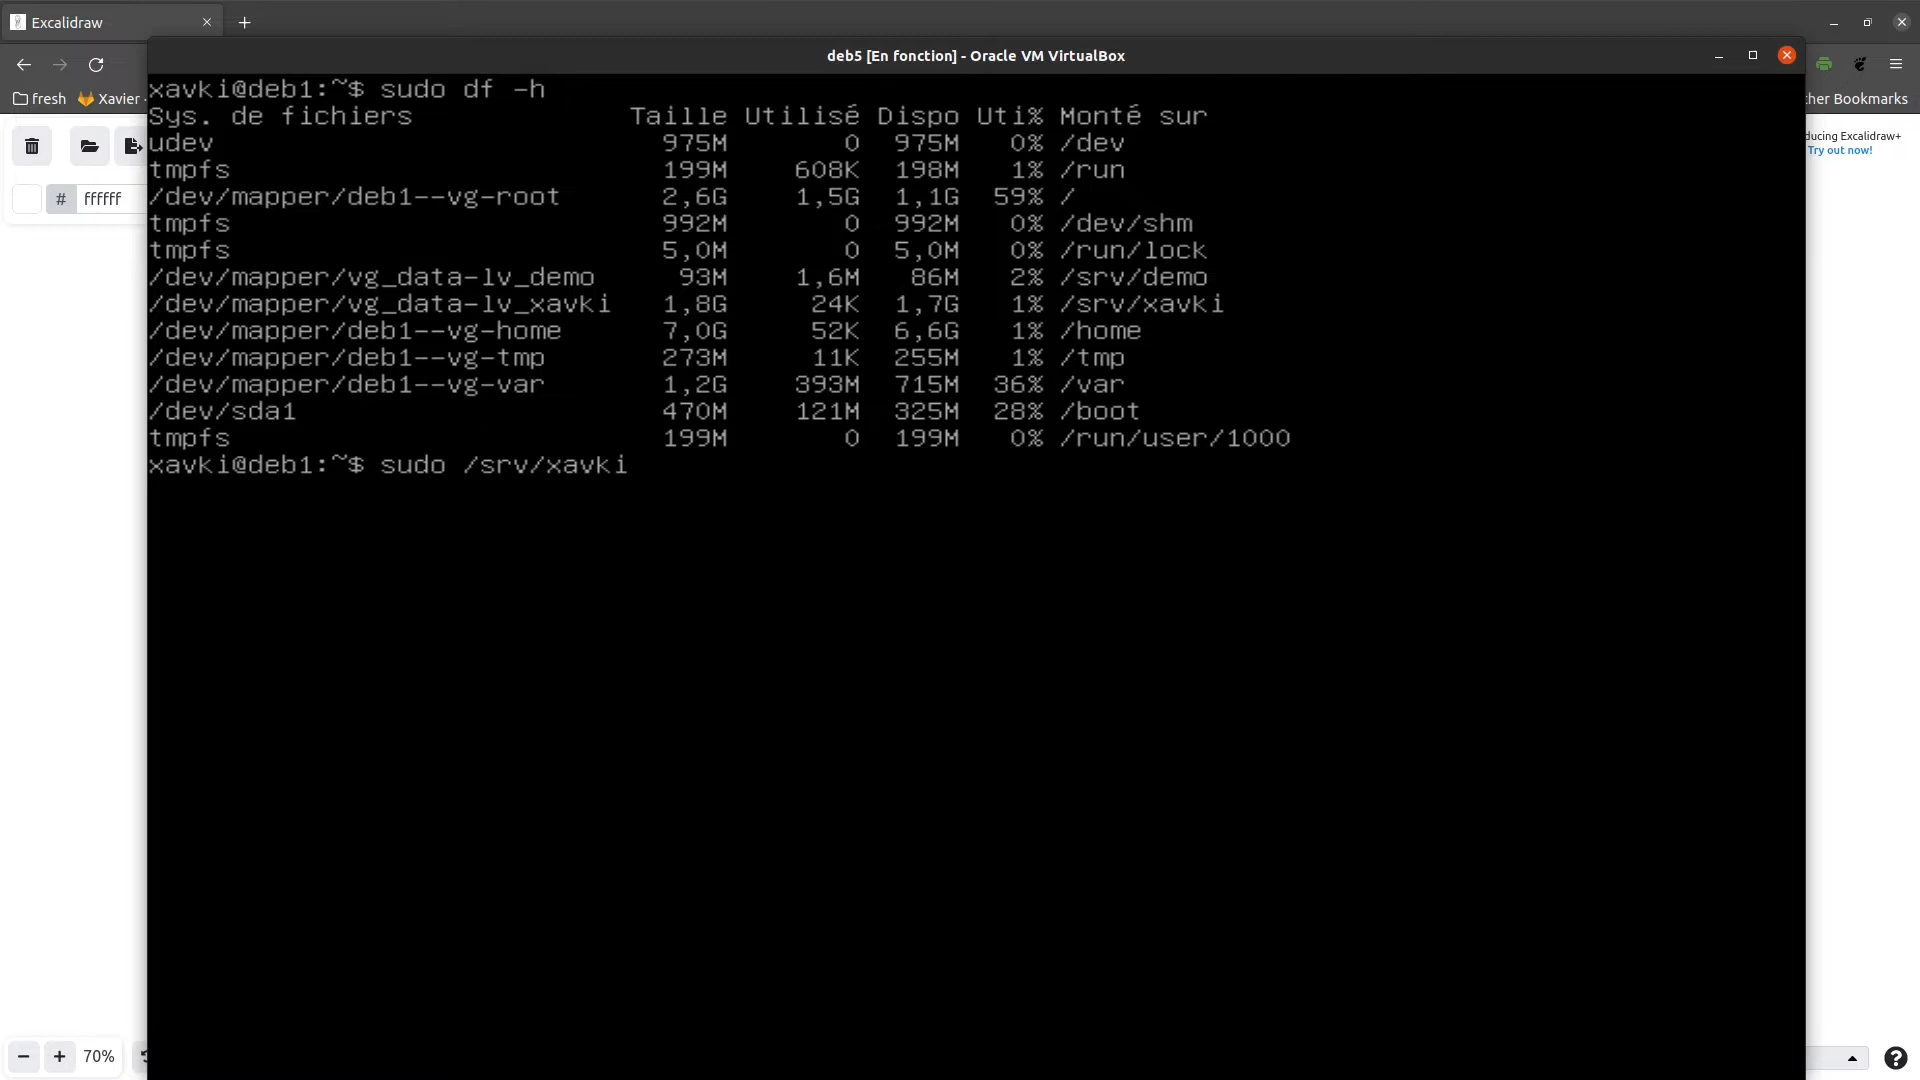 Excalidraw
deb5 [En fonction] - Oracle VM VirtualBox
fresh
Xavier
ther Bookmarks
ducing Excalidraw+
Try out now!
# ffffff
xavki@deb1:~$ sudo df -h
Sys. de fichiers Taille Utilisé Dispo Uti% Monté sur
udev 975M 0 975M 0% /dev
tmpfs 199M 608K 198M 1% /run
/dev/mapper/deb1--vg-root 2,6G 1,5G 1,1G 59% /
tmpfs 992M 0 992M 0% /dev/shm
tmpfs 5,0M 0 5,0M 0% /run/lock
/dev/mapper/vg_data-lv_demo 93M 1,6M 86M 2% /srv/demo
/dev/mapper/vg_data-lv_xavki 1,8G 24K 1,7G 1% /srv/xavki
/dev/mapper/deb1--vg-home 7,0G 52K 6,6G 1% /home
/dev/mapper/deb1--vg-tmp 273M 11K 255M 1% /tmp
/dev/mapper/deb1--vg-var 1,2G 393M 715M 36% /var
/dev/sda1 470M 121M 325M 28% /boot
tmpfs 199M 0 199M 0% /run/user/1000
xavki@deb1:~$ sudo /srv/xavki
70%